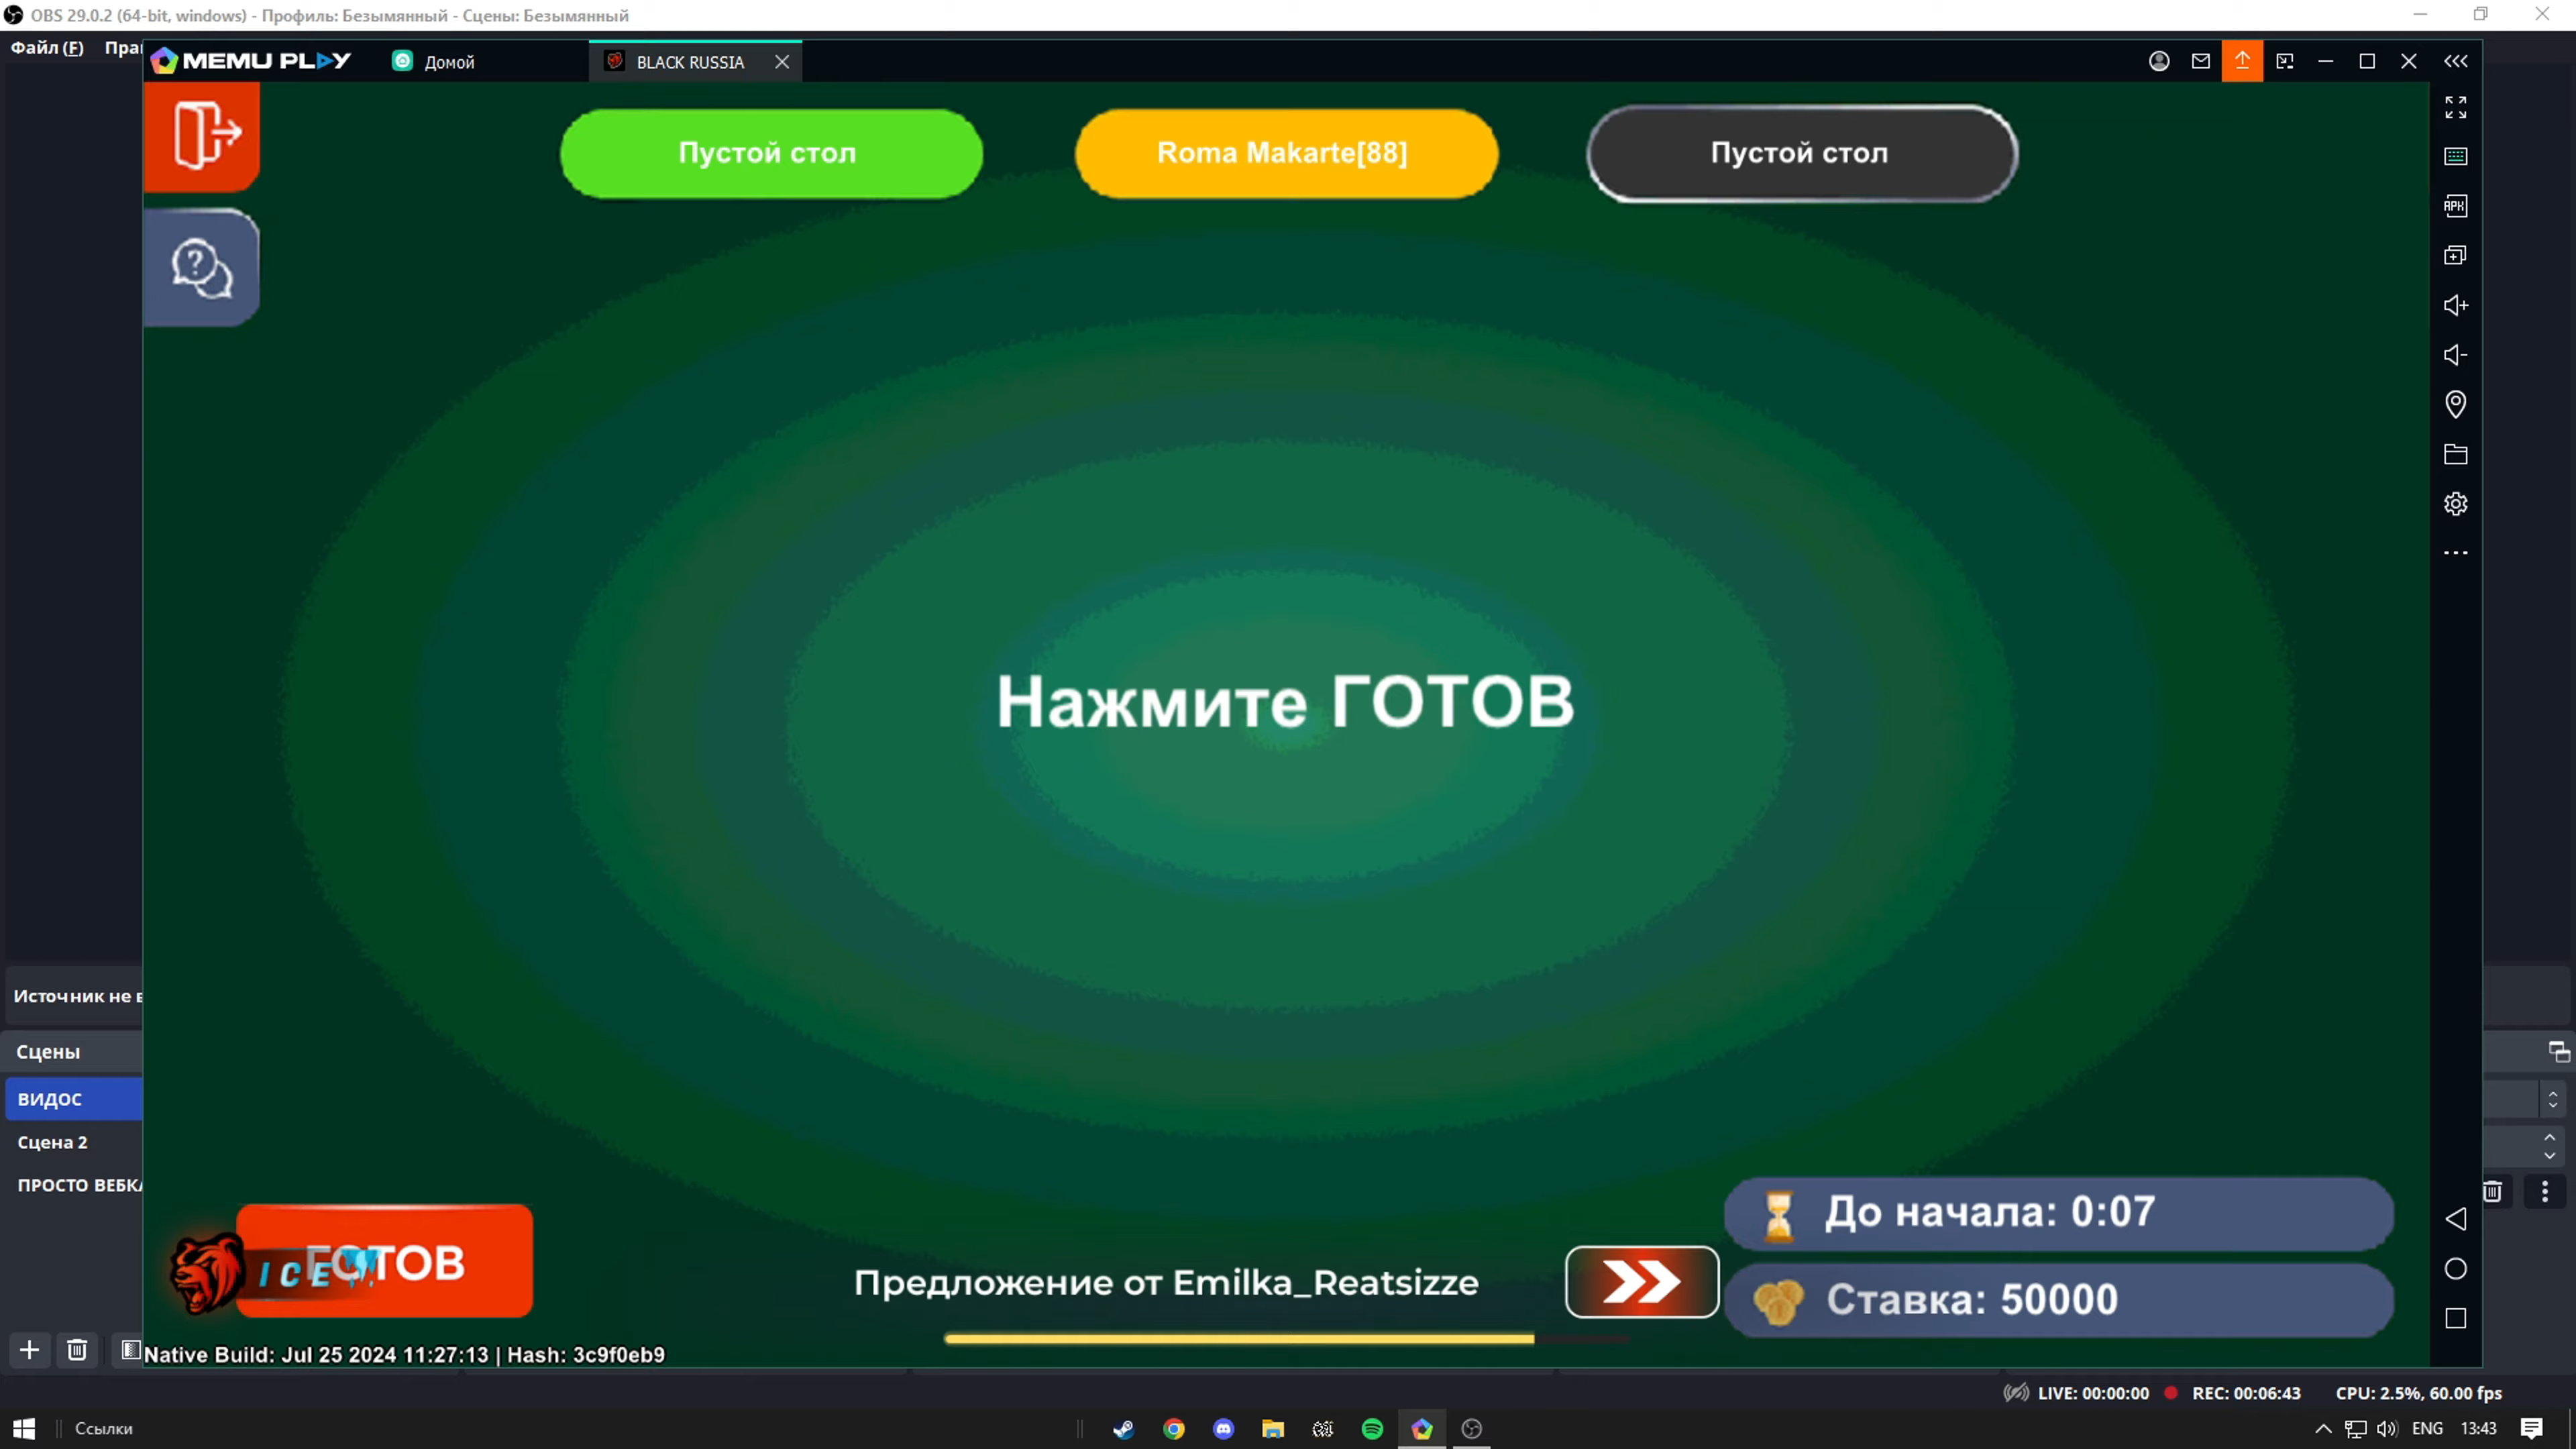 OBS 29.0.2 (64-bit, windows) - Профиль: Безымянный - Сцены: Безымянный
Файл (F)
MEMU PLAY
Домой
BLACK RUSSIA
Пустой стол
Roma Makarte[88]
Пустой стол
APK
Нажмите ГОТОВ
Источник не
Сцены
ВИДОС
Сцена 2
ПРОСТО
До начала: 0:07
ГОТОВ
ICE
Предложение от Emilka_Reatsizze
Ставка: 50000
Native Build: Jul 25 2024 11:27:13 | Hash: 3c9f0eb9
LIVE: 00:00:00
REC: 00:06:43
CPU: 2.5%, 60.00 fps
Ссылки
ENG
13:43